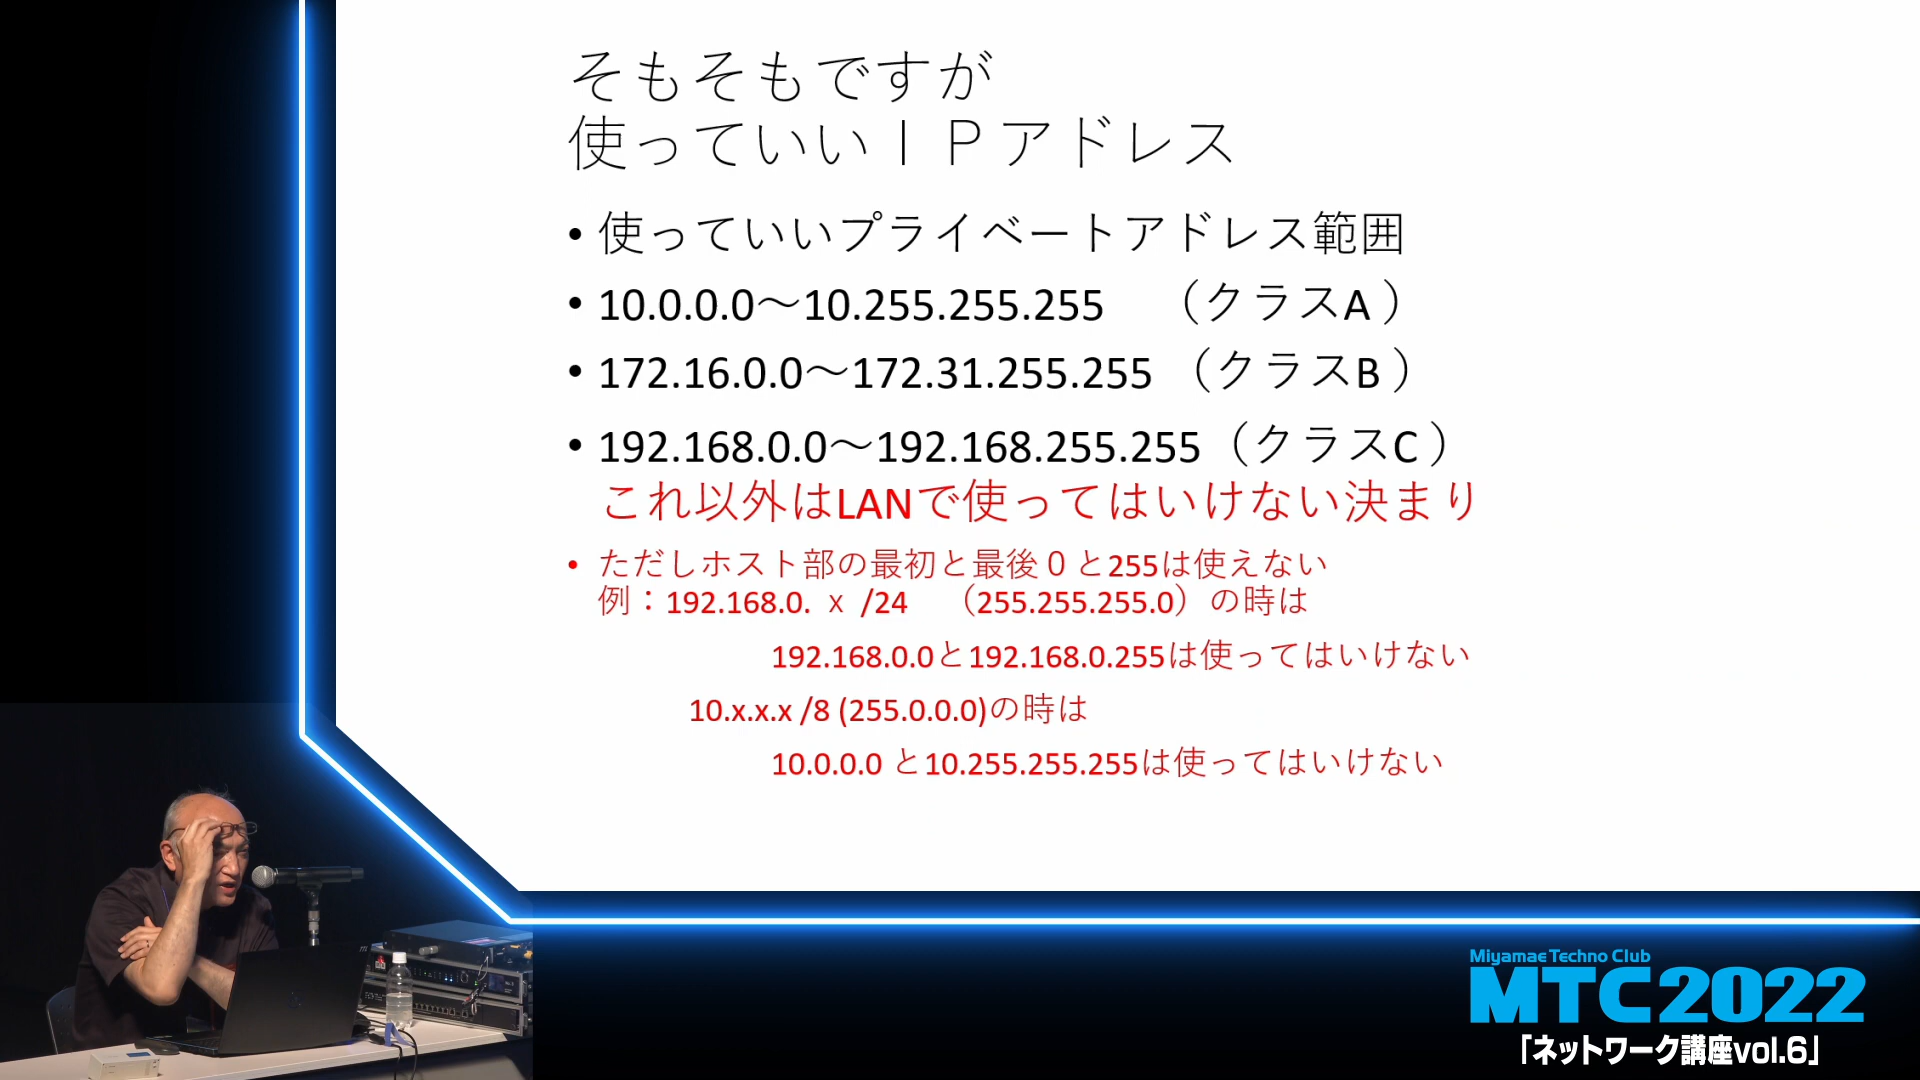 そもそもですが
使っていいＩＰアドレス
• 使っていいプライベートアドレス範囲
• 10.0.0.0～10.255.255.255　（クラスA）
• 172.16.0.0～172.31.255.255 （クラスB）
• 192.168.0.0～192.168.255.255（クラスC）
これ以外はLANで使ってはいけない決まり
• ただしホスト部の最初と最後０と255は使えない
例：192.168.0. ｘ /24　（255.255.255.0）の時は
192.168.0.0と192.168.0.255は使ってはいけない
10.x.x.x /8 (255.0.0.0)の時は
10.0.0.0 と10.255.255.255は使ってはいけない
Miyamae Techno Club
MTC2022
「ネットワーク講座vol.6」